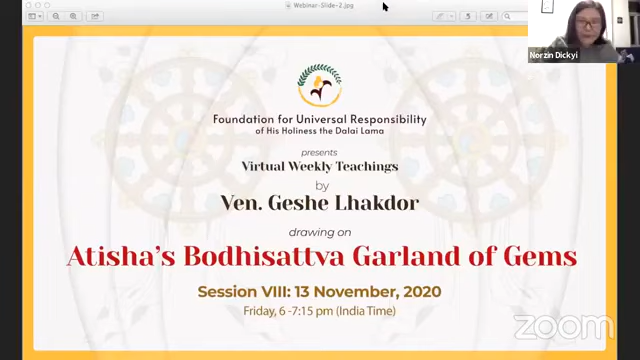 Webinar-Slide-2.jpg
Norzin Dickyi
Foundation for Universal Responsibility
of His Holiness the Dalai Lama
presents
Virtual Weekly Teachings
by
Ven. Geshe Lhakdor
drawing on
Atisha's Bodhisattva Garland of Gems
Session VIII: 13 November, 2020
Friday, 6 -7:15 pm (India Time)
zoom